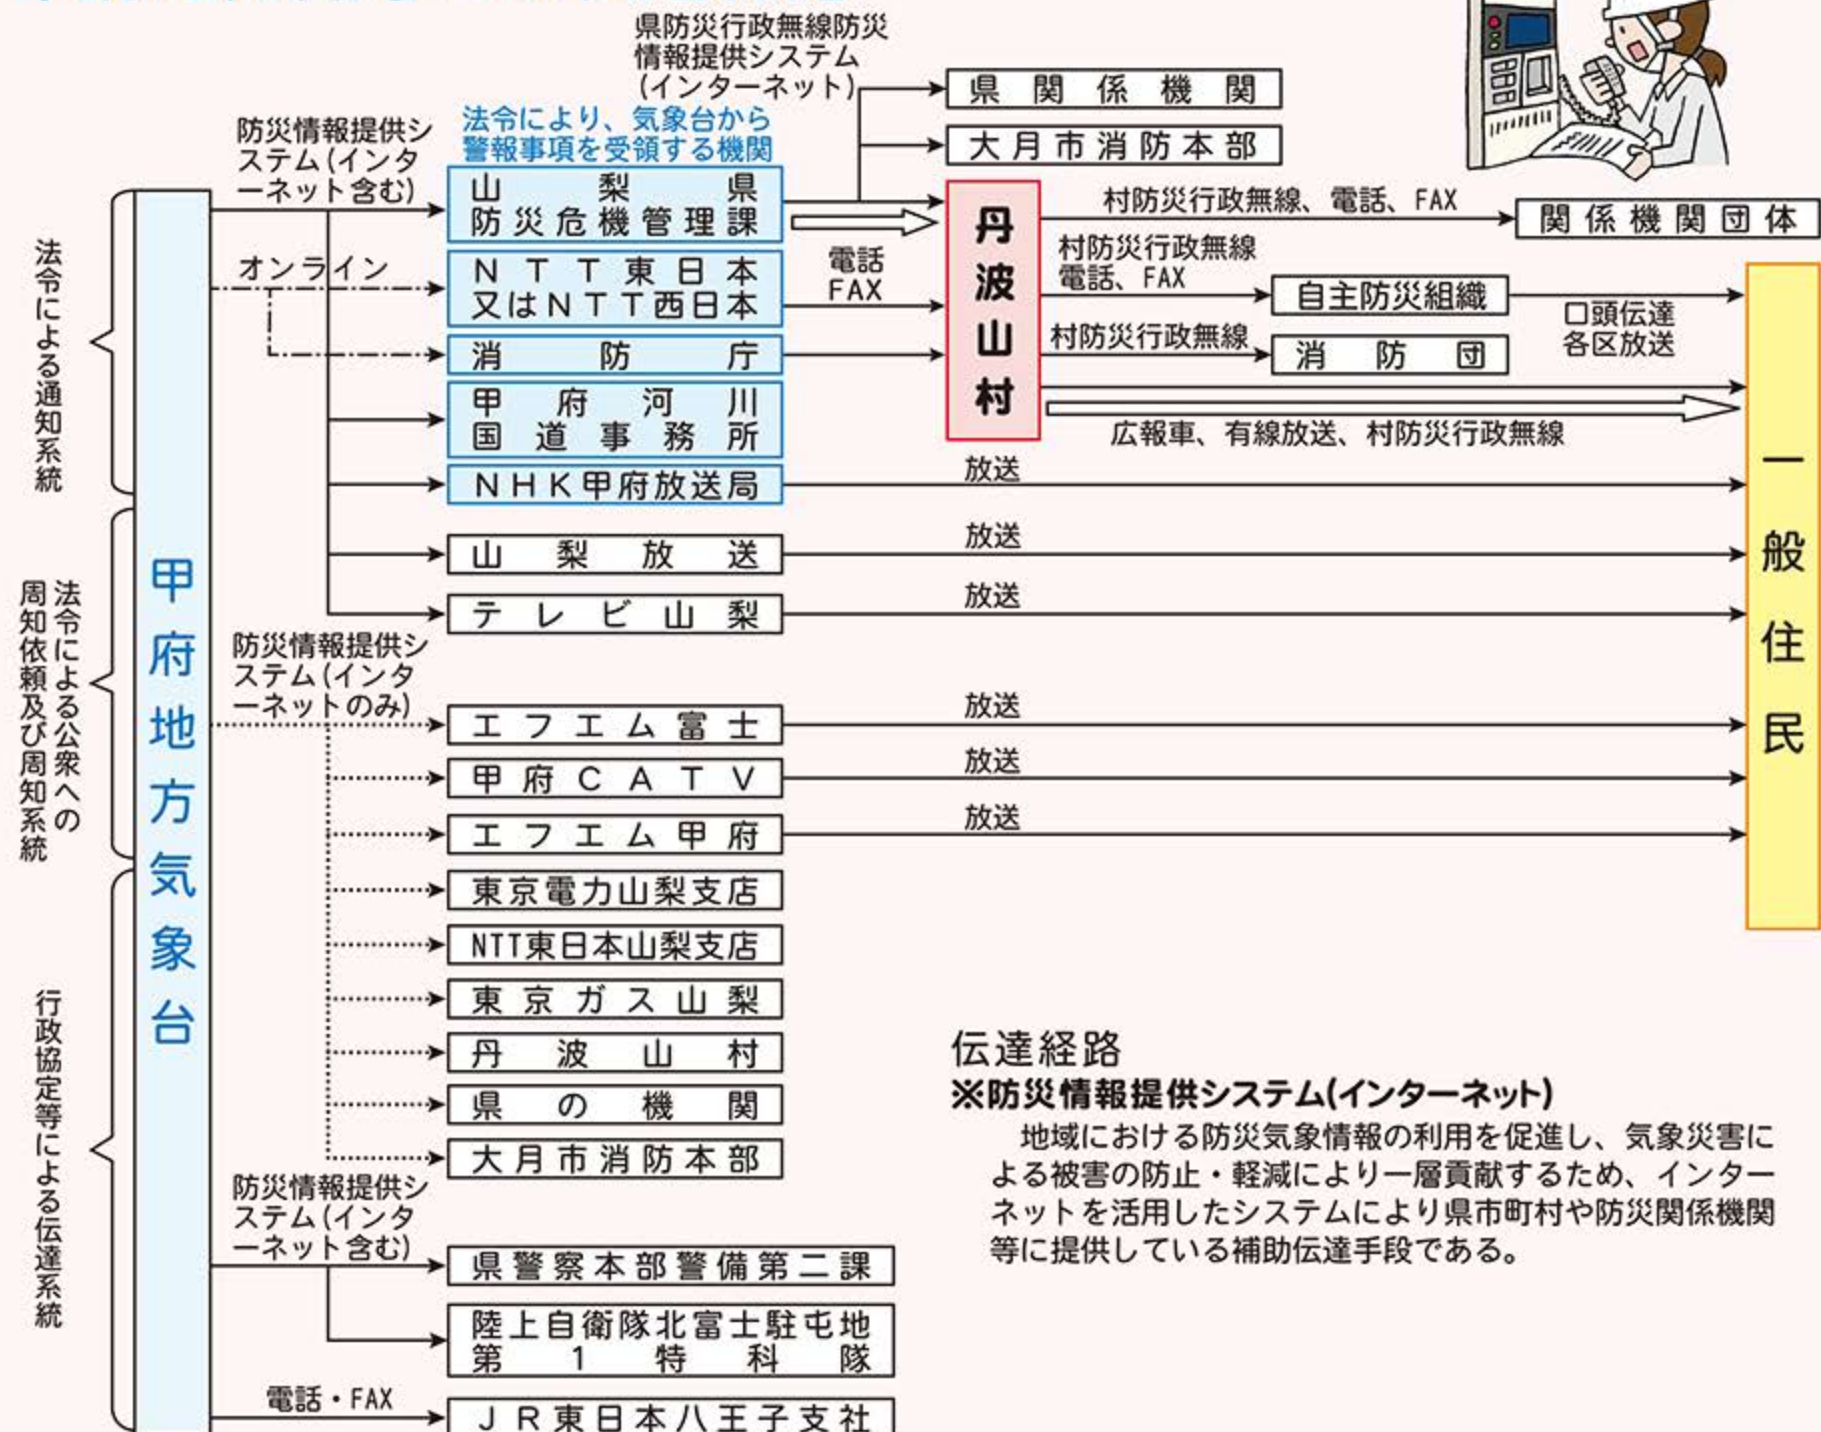 県防災行政無線防災
情報提供システム
(インターネット)
県関係機関
大月市消防本部
防災情報提供シ
ステム(インタ
ーネット含む)
法令により、気象台から
警報事項を受領する機関
山梨県
防災危機管理課
オンライン
NTT東日本
又はNTT西日本
消防庁
甲府河川
国道事務所
NHK甲府放送局
電話
FAX
丹波山村
村防災行政無線、電話、FAX
関係機関団体
村防災行政無線
電話、FAX
自主防災組織
口頭伝達
各区放送
村防災行政無線
消防団
広報車、有線放送、村防災行政無線
放送
山梨放送
放送
テレビ山梨
放送
一般住民
法令による通知系統
甲府地方気象台
法令による公衆への
周知依頼及び周知系統
防災情報提供シ
ステム(インタ
ーネットのみ)
エフエム富士
放送
甲府CATV
放送
エフエム甲府
放送
東京電力山梨支店
NTT東日本山梨支店
東京ガス山梨
丹波山村
県の機関
大月市消防本部
行政協定等による伝達系統
防災情報提供シ
ステム(インタ
ーネット含む)
県警察本部警備第二課
陸上自衛隊北富士駐屯地
第1特科隊
電話・FAX
JR東日本八王子支社
伝達経路
※防災情報提供システム(インターネット)
地域における防災気象情報の利用を促進し、気象災害に
よる被害の防止・軽減により一層貢献するため、インター
ネットを活用したシステムにより県市町村や防災関係機関
等に提供している補助伝達手段である。